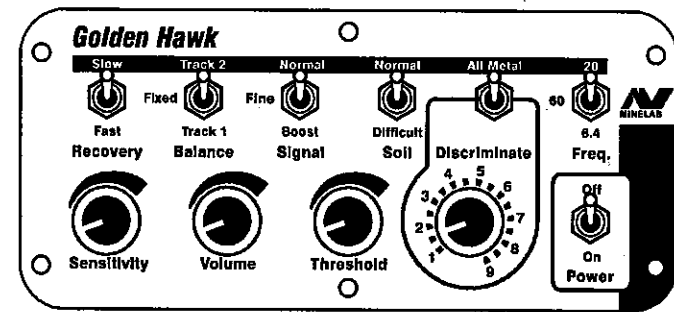 Golden Hawk
Slow Track 2 Normal Normal All Metal 20
Fixed Fine 60
MINELAB
Fast Track 1 Boost Difficult 6.4
Recovery Balance Signal Soil Discriminate Freq.
1 2 3 4 5 6 7 8 9
Off
On
Power
Sensitivity Volume Threshold